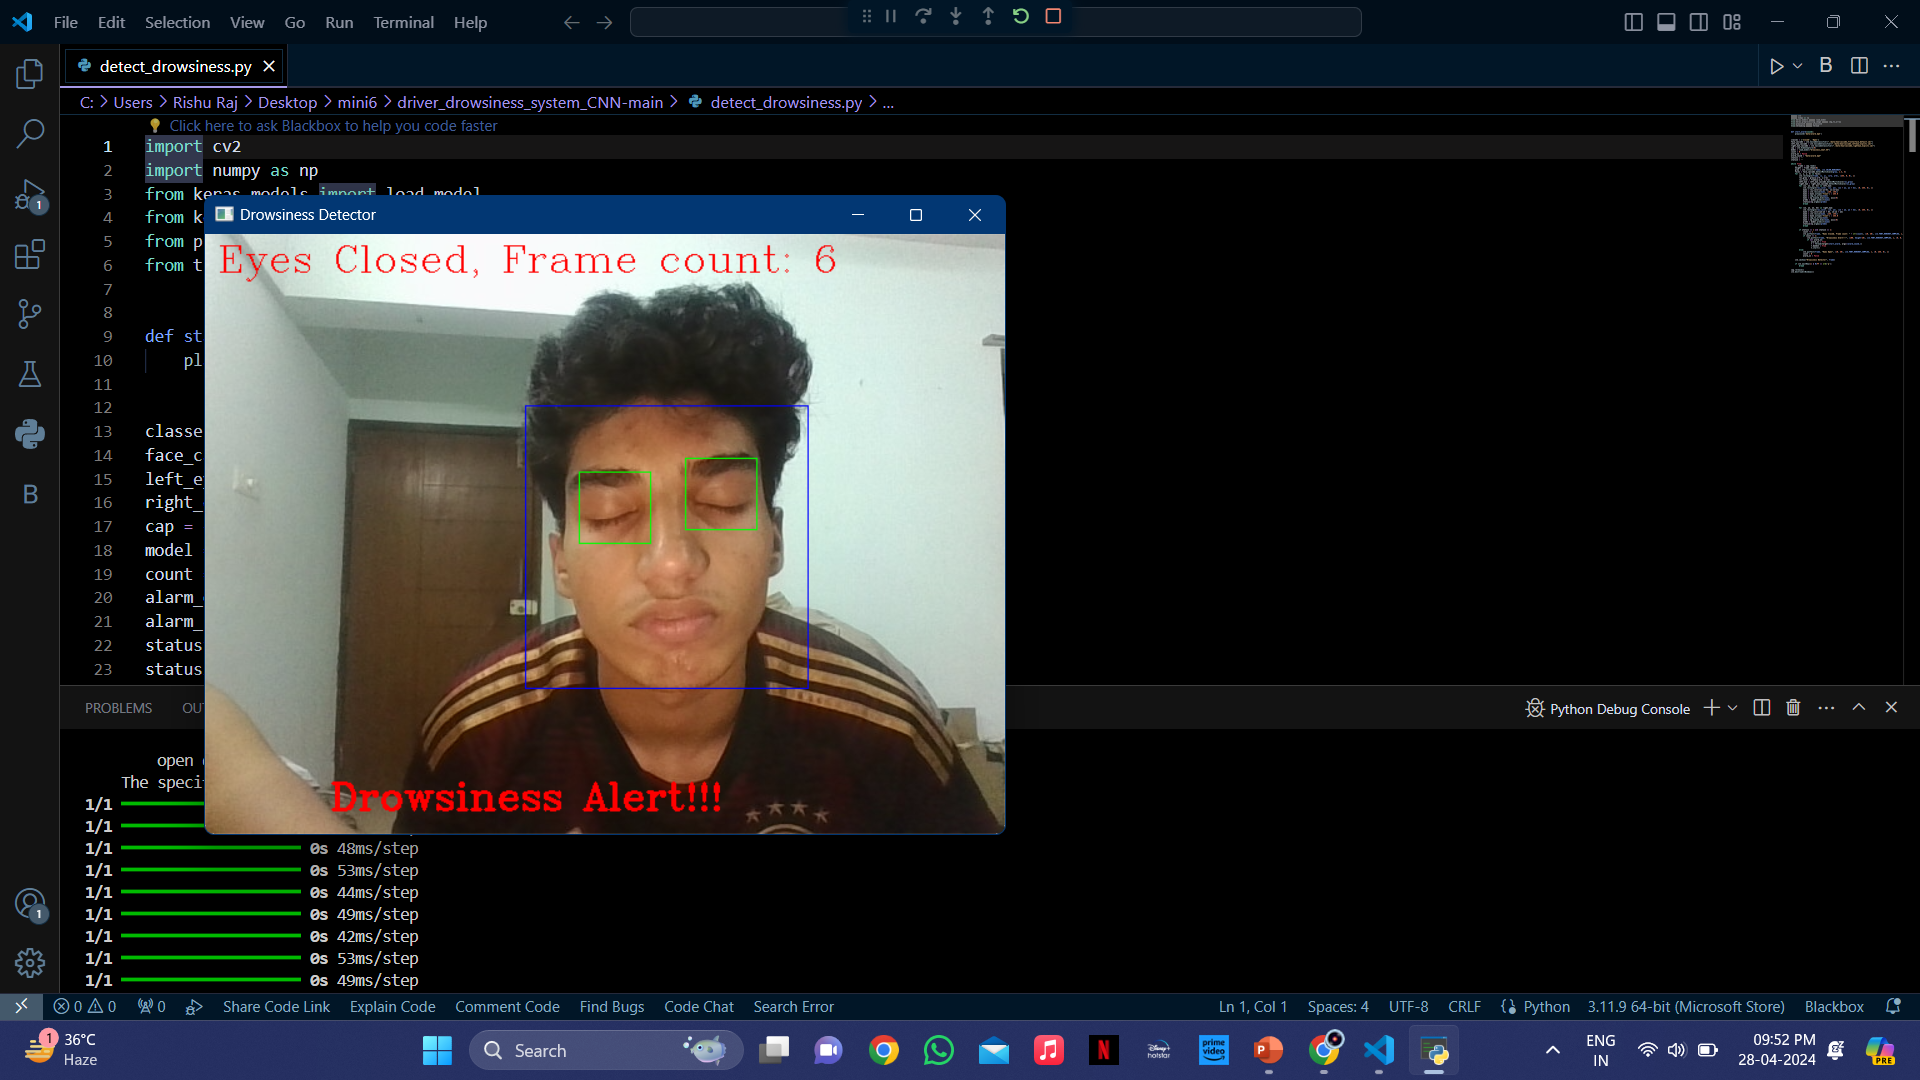 File Edit Selection View Go Run Terminal Help
detect_drowsiness.py
C: > Users > Rishu Raj > Desktop > mini6 > driver_drowsiness_system_CNN-main > detect_drowsiness.py > ...
Click here to ask Blackbox to help you code faster
1 import cv2
2 import numpy as np
3 from keras.models import load_model
4 from k
5 from p
6 from t
7
8
9 def st
10 pl
11
12
13 classe
14 face_c
15 left_e
16 right_
17 cap =
18 model
19 count
20 alarm_
21 alarm_
22 status
23 status
Drowsiness Detector
Eyes Closed, Frame count: 6
Drowsiness Alert!!!
PROBLEMS OU
Python Debug Console
open
The speci
1/1
1/1
1/1 0s 48ms/step
1/1 0s 53ms/step
1/1 0s 44ms/step
1/1 0s 49ms/step
1/1 0s 42ms/step
1/1 0s 53ms/step
1/1 0s 49ms/step
0 0 0 Share Code Link Explain Code Comment Code Find Bugs Code Chat Search Error
Ln 1, Col 1 Spaces: 4 UTF-8 CRLF Python 3.11.9 64-bit (Microsoft Store) Blackbox
1 36°C
Haze
Search
prime video
ENG
IN
09:52 PM
28-04-2024
PRE